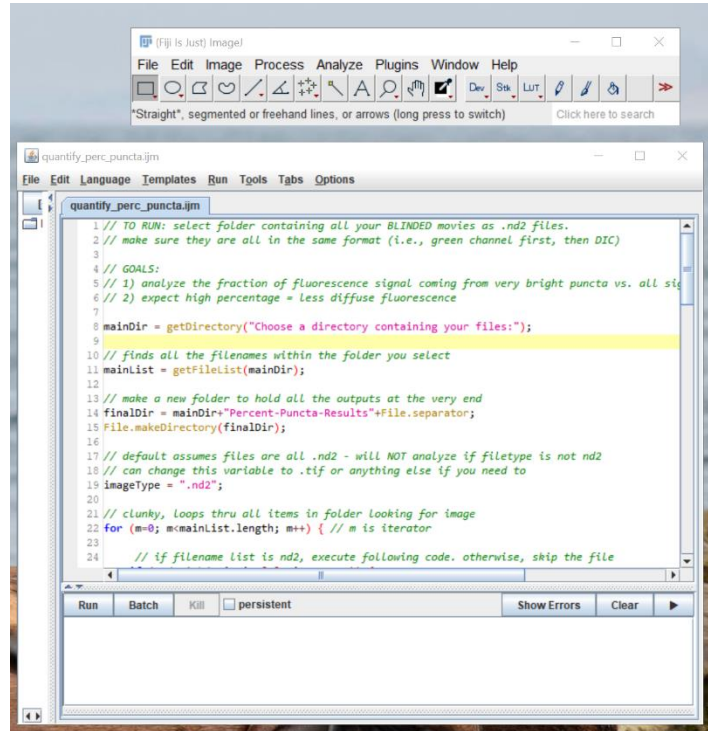 (Fiji Is Just) ImageJ
File Edit Image Process Analyze Plugins Window Help
Dev Stk LUT
*Straight*, segmented or freehand lines, or arrows (long press to switch) Click here to search
quantify_perc_puncta.ijm
File Edit Language Templates Run Tools Tabs Options
quantify_perc_puncta.ijm
1 // TO RUN: select folder containing all your BLINDED movies as .nd2 files.
2 // make sure they are all in the same format (i.e., green channel first, then DIC)
3
4 // GOALS:
5 // 1) analyze the fraction of fluorescence signal coming from very bright puncta vs. all sig
6 // 2) expect high percentage = less diffuse fluorescence
7
8 mainDir = getDirectory("Choose a directory containing your files:");
9
10 // finds all the filenames within the folder you select
11 mainList = getFileList(mainDir);
12
13 // make a new folder to hold all the outputs at the very end
14 finalDir = mainDir+"Percent-Puncta-Results"+File.separator;
15 File.makeDirectory(finalDir);
16
17 // default assumes files are all .nd2 - will NOT analyze if filetype is not nd2
18 // can change this variable to .tif or anything else if you need to
19 imageType = ".nd2";
20
21 // clunky, loops thru all items in folder looking for image
22 for (m=0; m<mainList.length; m++) { // m is iterator
23
24 // if filename list is nd2, execute following code. otherwise, skip the file
Run Batch Kill persistent Show Errors Clear